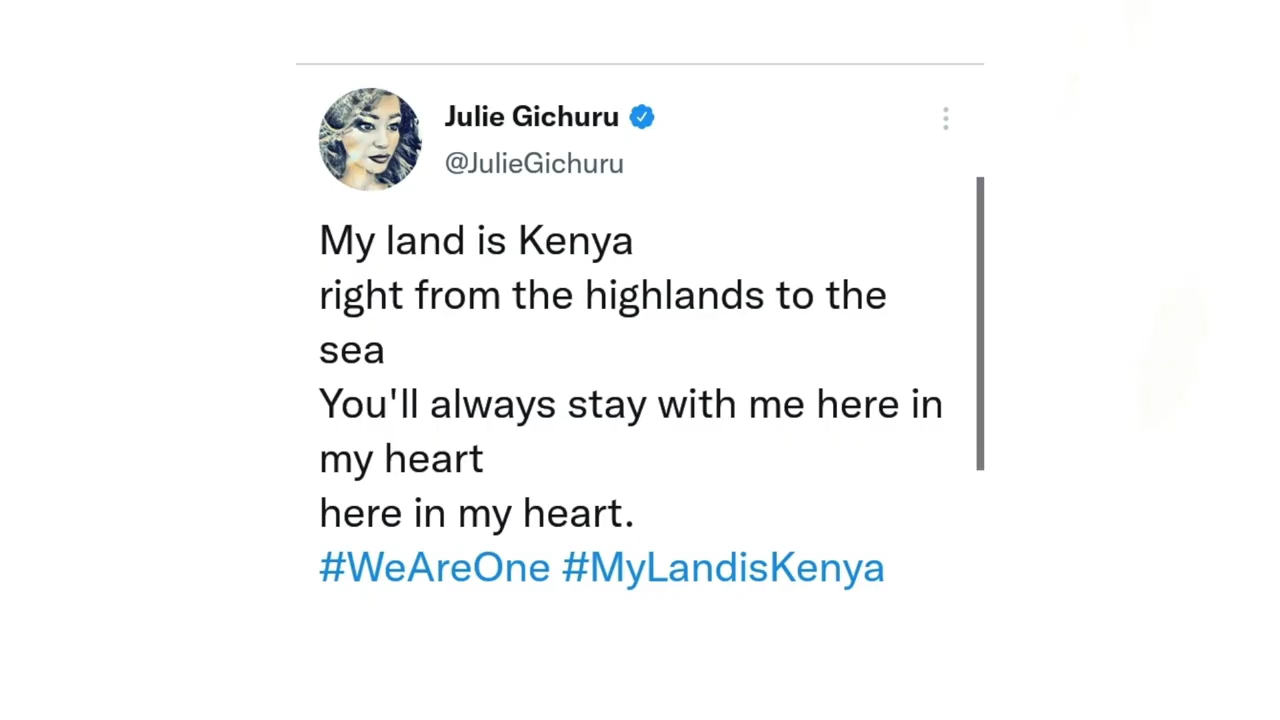 Julie Gichuru
@JulieGichuru
My land is Kenya
right from the highlands to the
sea
You'll always stay with me here in
my heart
here in my heart.
#WeAreOne #MyLandisKenya